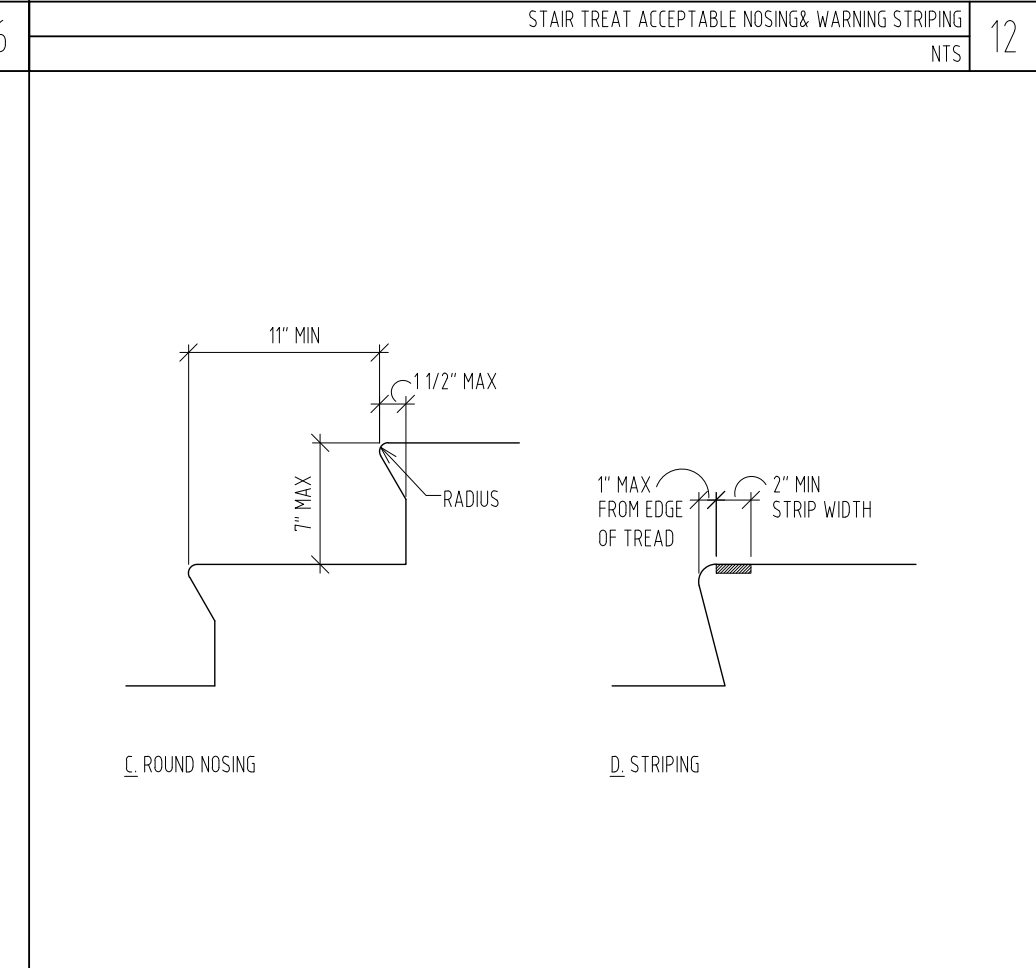 STAIR TREAT ACCEPTABLE NOSING& WARNING STRIPING
NTS
12
11" MIN
1 1/2" MAX
7" MAX
RADIUS
C. ROUND NOSING
1" MAX
FROM EDGE
OF TREAD
2" MIN
STRIP WIDTH
D. STRIPING